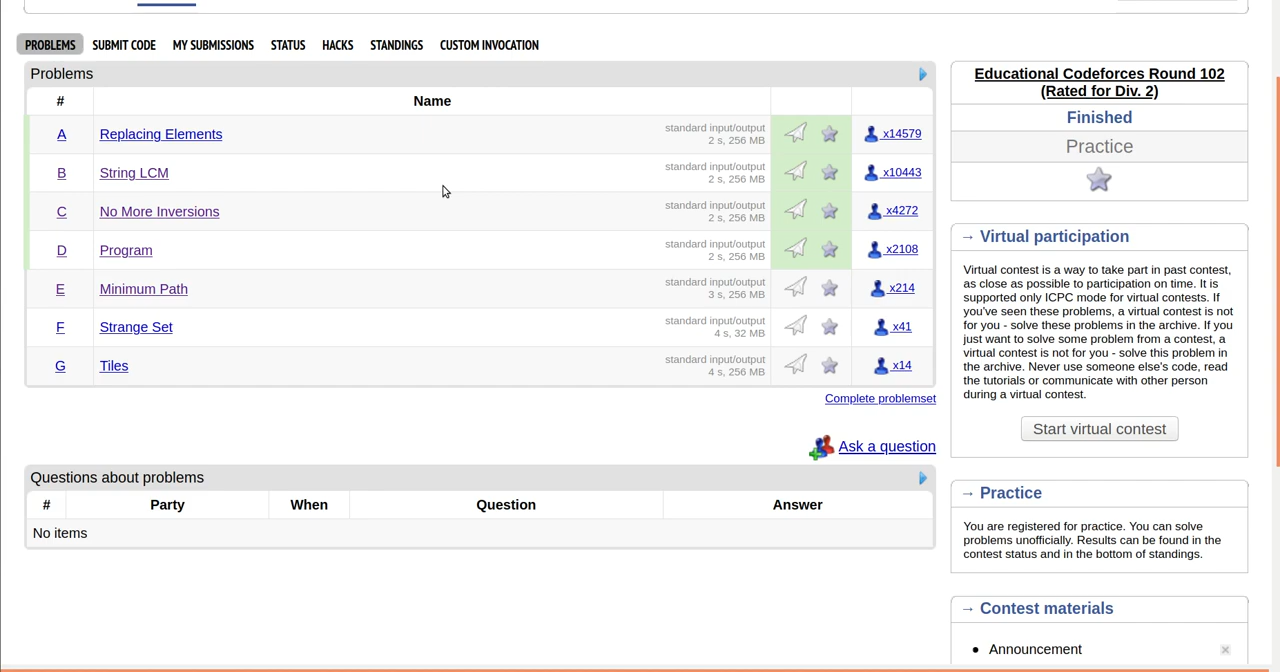 PROBLEMS SUBMIT CODE MY SUBMISSIONS STATUS HACKS STANDINGS CUSTOM INVOCATION
Problems
# Name
A Replacing Elements standard input/output 2 s, 256 MB x14579
B String LCM standard input/output 2 s, 256 MB x10443
C No More Inversions standard input/output 2 s, 256 MB x4272
D Program standard input/output 2 s, 256 MB x2108
E Minimum Path standard input/output 3 s, 256 MB x214
F Strange Set standard input/output 4 s, 32 MB x41
G Tiles standard input/output 4 s, 256 MB x14
Complete problemset
Ask a question
Questions about problems
# Party When Question Answer
No items
Educational Codeforces Round 102
(Rated for Div. 2)
Finished
Practice
→ Virtual participation
Virtual contest is a way to take part in past contest,
as close as possible to participation on time. It is
supported only ICPC mode for virtual contests. If
you've seen these problems, a virtual contest is not
for you - solve these problems in the archive. If you
just want to solve some problem from a contest, a
virtual contest is not for you - solve this problem in
the archive. Never use someone else's code, read
the tutorials or communicate with other person
during a virtual contest.
Start virtual contest
→ Practice
You are registered for practice. You can solve
problems unofficially. Results can be found in the
contest status and in the bottom of standings.
→ Contest materials
• Announcement